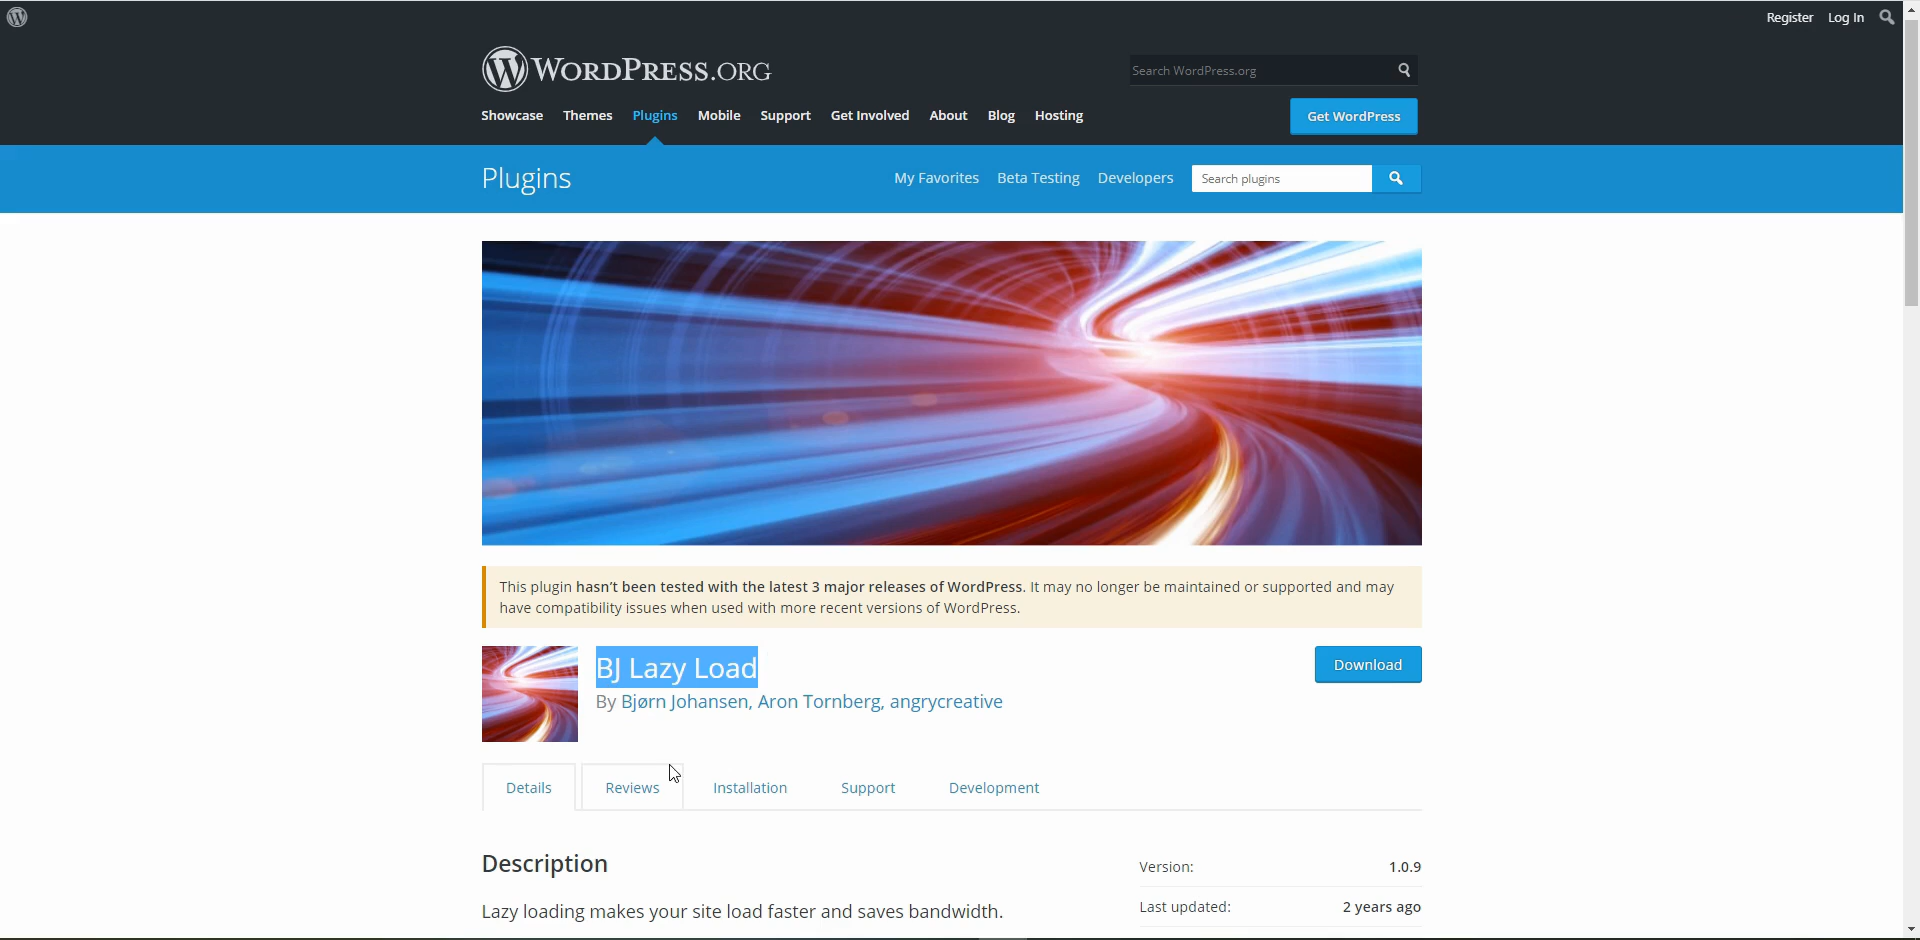 Register Log In
WORDPRESS.ORG
Search WordPress.org
Showcase Themes Plugins Mobile Support Get Involved About Blog Hosting
Get WordPress
Plugins
My Favorites Beta Testing Developers
Search plugins
This plugin hasn't been tested with the latest 3 major releases of WordPress. It may no longer be maintained or supported and may
have compatibility issues when used with more recent versions of WordPress.
BJ Lazy Load
By Bjørn Johansen, Aron Tornberg, angrycreative
Download
Details Reviews Installation Support Development
Description
Lazy loading makes your site load faster and saves bandwidth.
Version: 1.0.9
Last updated: 2 years ago